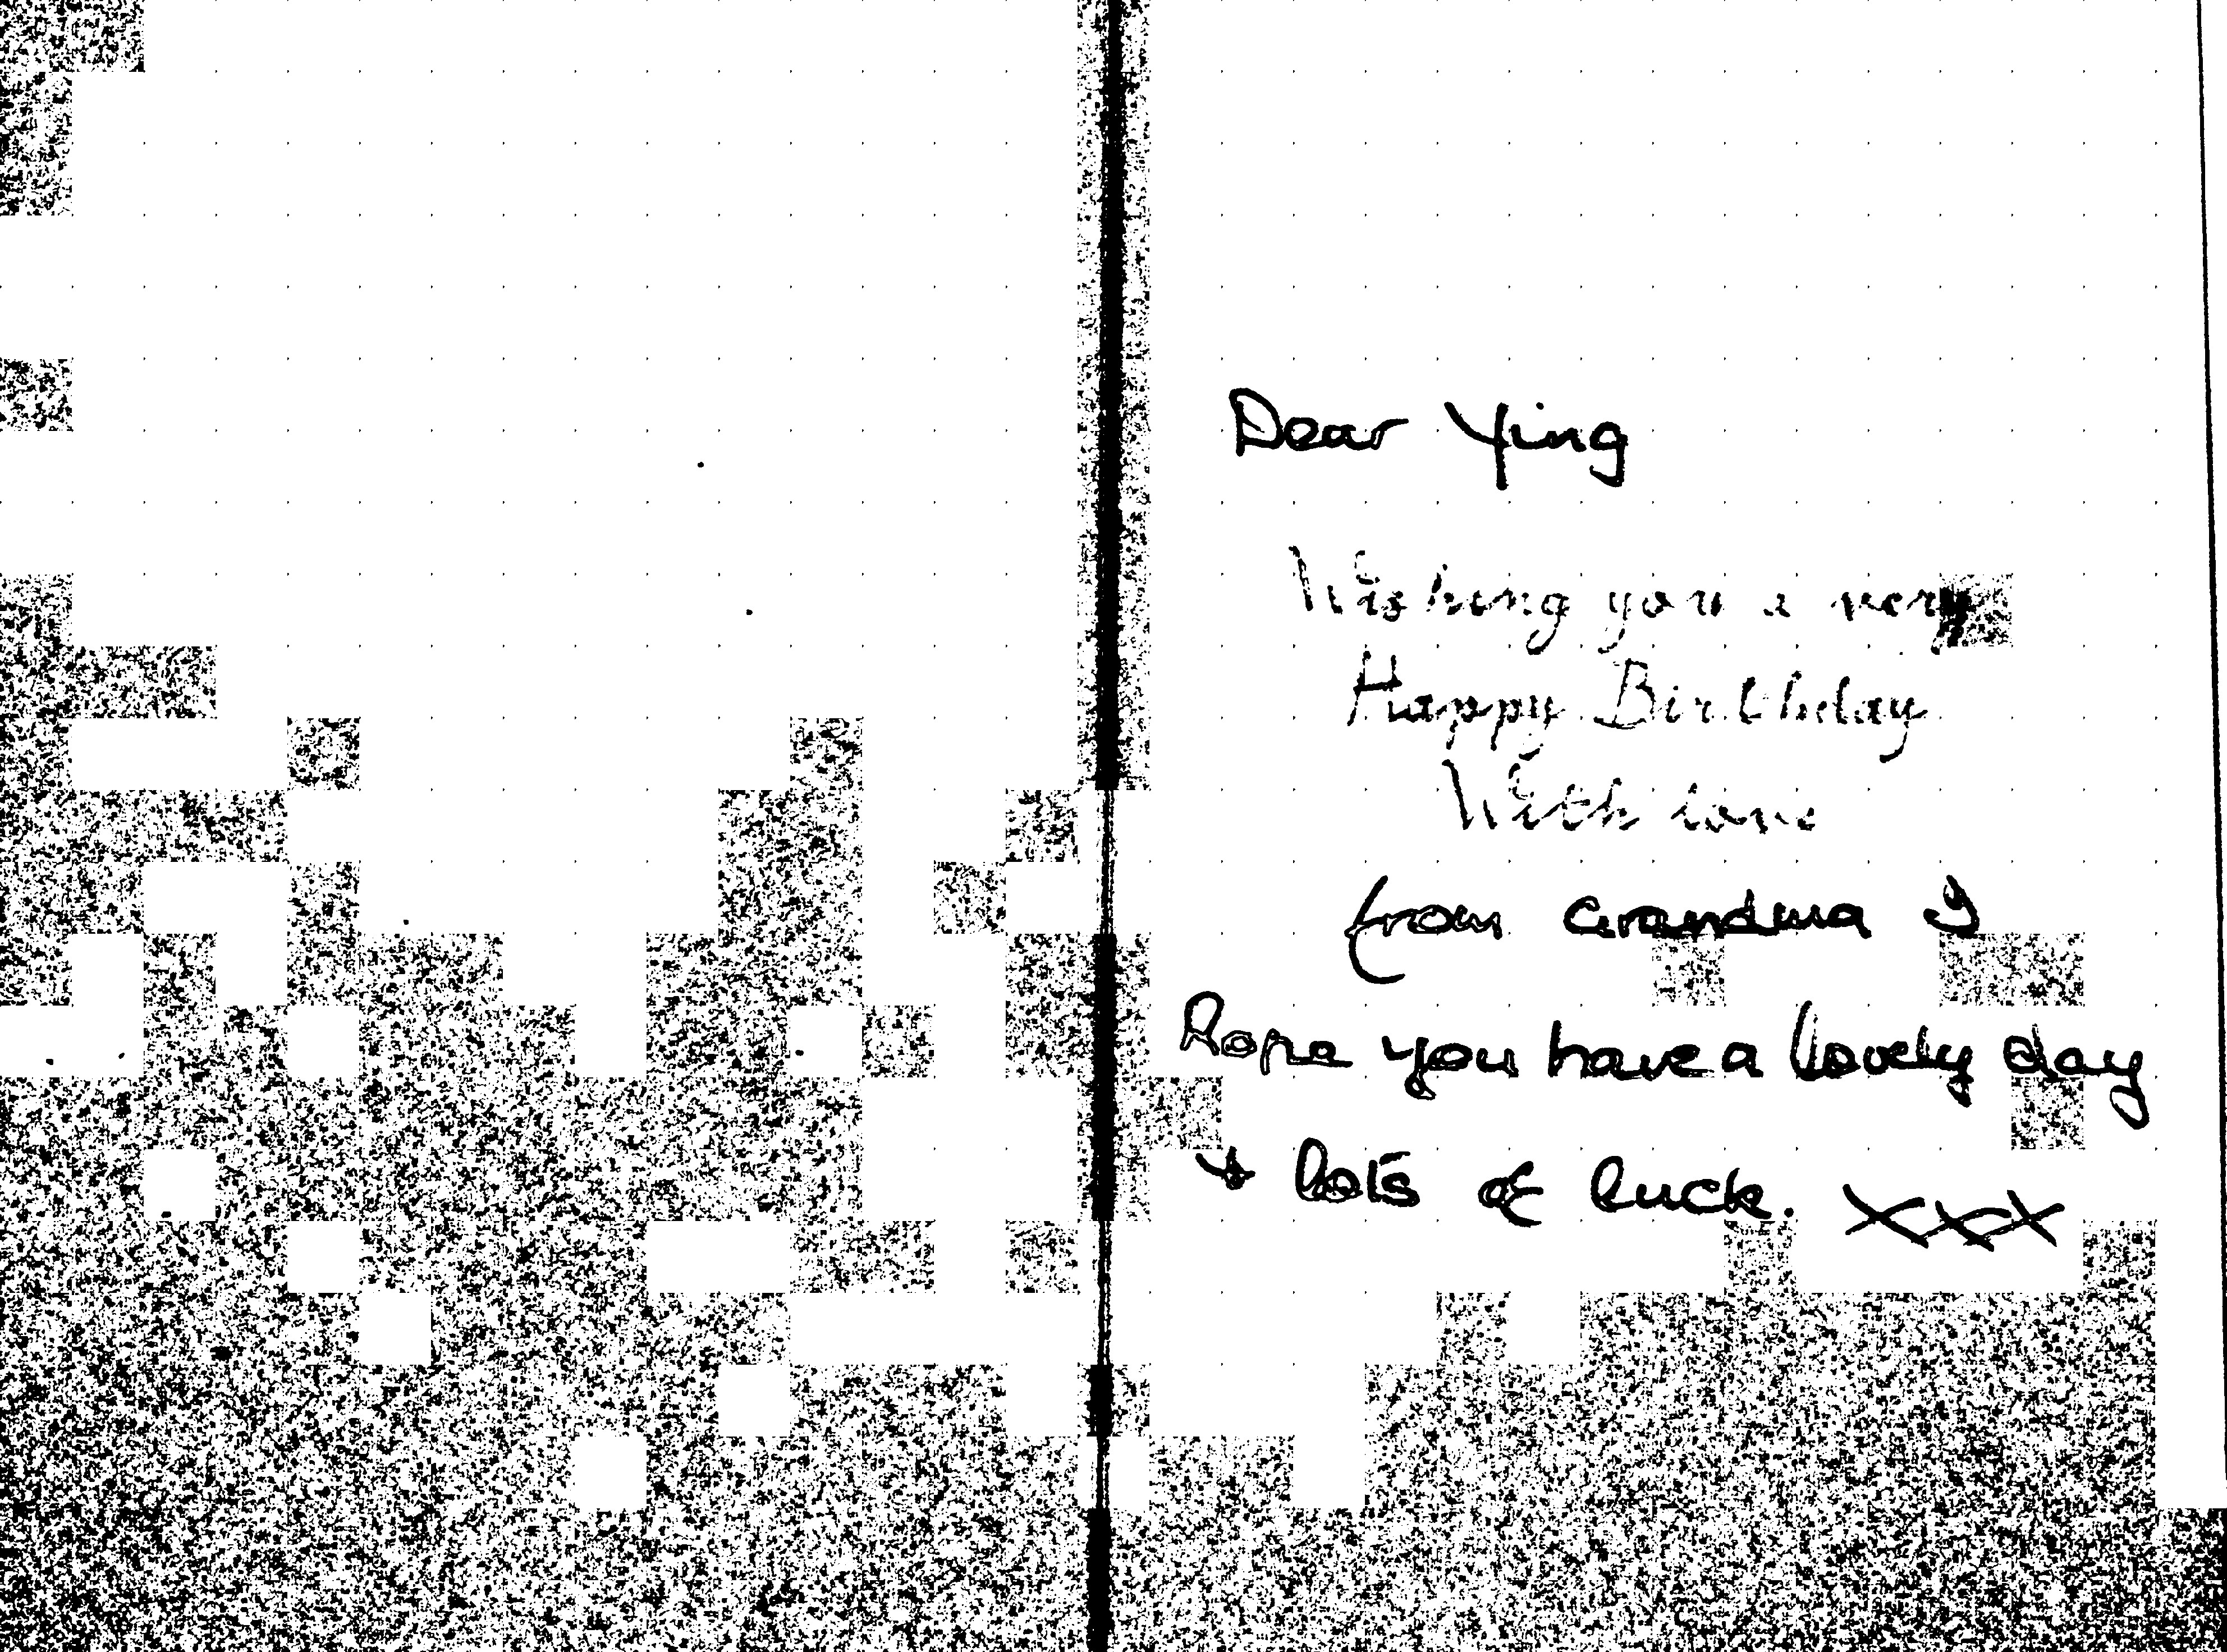 Dear Ying
Wishing you a very
Happy Birthday
With love
from Grandma Y
Hope you have a lovely day
+ lots of luck. xxx